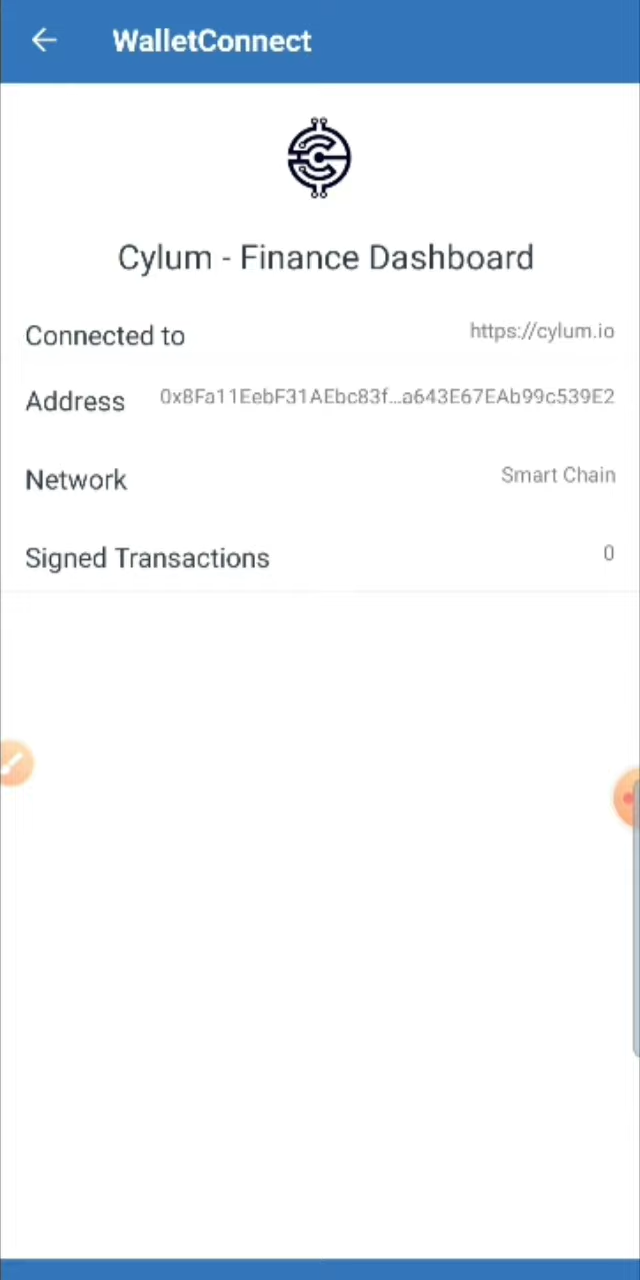 WalletConnect
Cylum - Finance Dashboard
Connected to https://cylum.io
Address 0x8Fa11EebF31AEbc83f...a643E67EAb99c539E2
Network Smart Chain
Signed Transactions 0